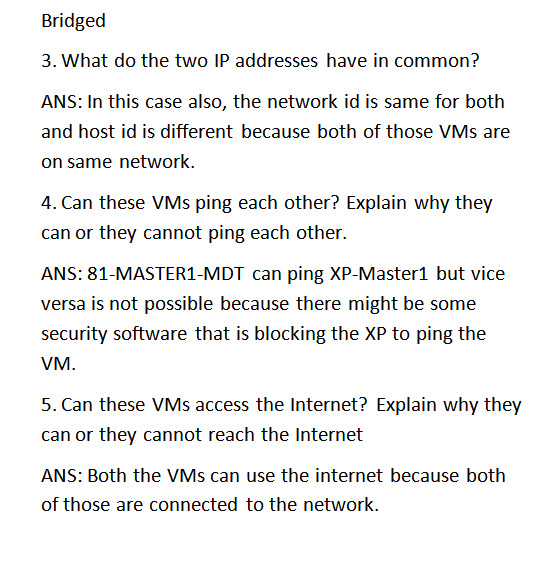 Bridged
3. What do the two IP addresses have in common?
ANS: In this case also, the network id is same for both
and host id is different because both of those VMs are
on same network.
4. Can these VMs ping each other? Explain why they
can or they cannot ping each other.
ANS: 81-MASTER1-MDT can ping XP-Master1 but vice
versa is not possible because there might be some
security software that is blocking the XP to ping the
VM.
5. Can these VMs access the Internet? Explain why they
can or they cannot reach the Internet
ANS: Both the VMs can use the internet because both
of those are connected to the network.